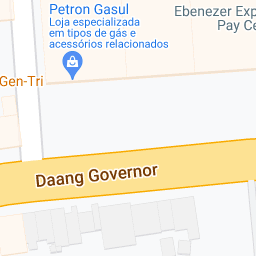 Petron Gasul
Loja especializada
em tipos de gás e
acessórios relacionados
Ebenezer Exp
Pay Ce
Gen-Tri
Daang Governor